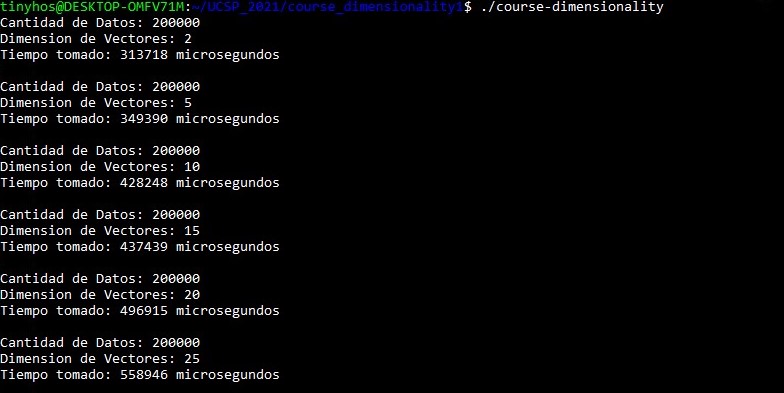 tinyhos@DESKTOP-OMFV71M:~/UCSP_2021/course_dimensionality1$ ./course-dimensionality
Cantidad de Datos: 200000
Dimension de Vectores: 2
Tiempo tomado: 313718 microsegundos
Cantidad de Datos: 200000
Dimension de Vectores: 5
Tiempo tomado: 349390 microsegundos
Cantidad de Datos: 200000
Dimension de Vectores: 10
Tiempo tomado: 428248 microsegundos
Cantidad de Datos: 200000
Dimension de Vectores: 15
Tiempo tomado: 437439 microsegundos
Cantidad de Datos: 200000
Dimension de Vectores: 20
Tiempo tomado: 496915 microsegundos
Cantidad de Datos: 200000
Dimension de Vectores: 25
Tiempo tomado: 558946 microsegundos